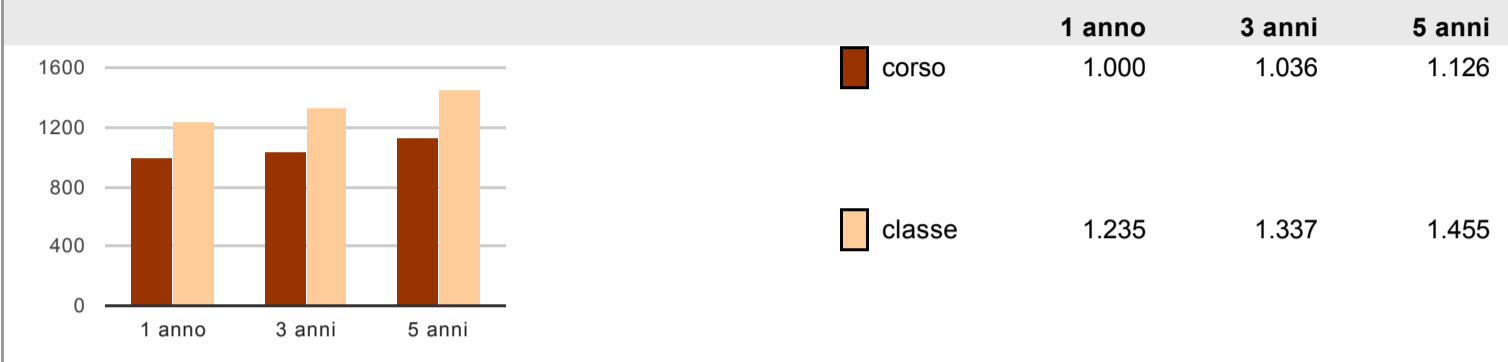 1 anno 3 anni 5 anni
1600
1200
800
400
0
1 anno 3 anni 5 anni
corso 1.000 1.036 1.126
classe 1.235 1.337 1.455